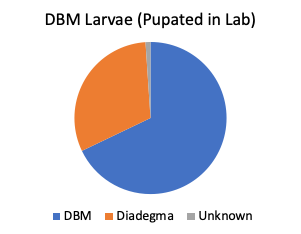 DBM Larvae (Pupated in Lab)
DBM Diadegma Unknown